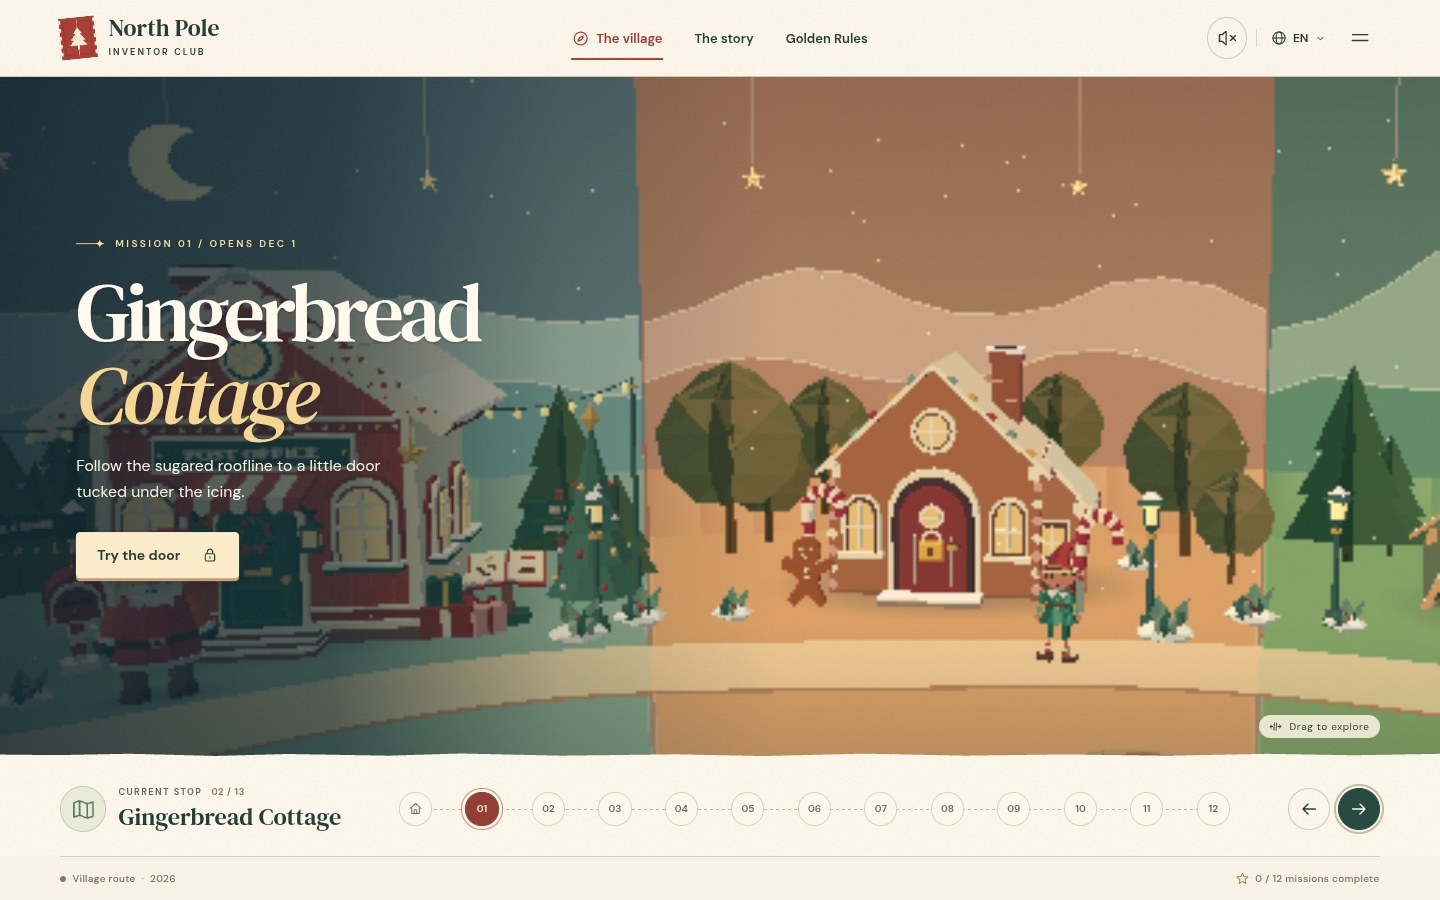 North Pole
INVENTOR CLUB
The village
The story
Golden Rules
EN
MISSION 01 / OPENS DEC 1
Gingerbread
Cottage
POST OFFICE
Follow the sugared roofline to a little door
tucked under the icing.
Try the door
Drag to explore
CURRENT STOP 02 / 13
Gingerbread Cottage
01 02 03 04 05 06 07 08 09 10 11 12
Village route · 2026
0 / 12 missions complete